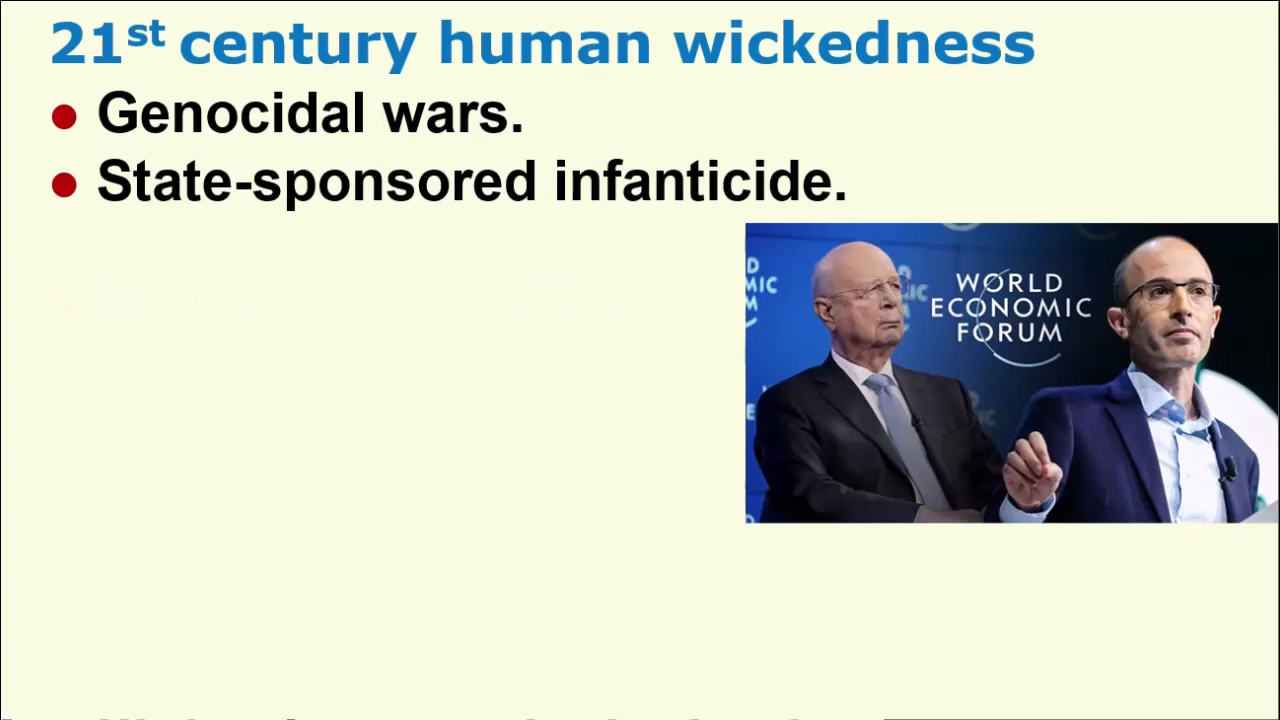 21st century human wickedness
● Genocidal wars.
● State-sponsored infanticide.
WORLD
ECONOMIC
FORUM